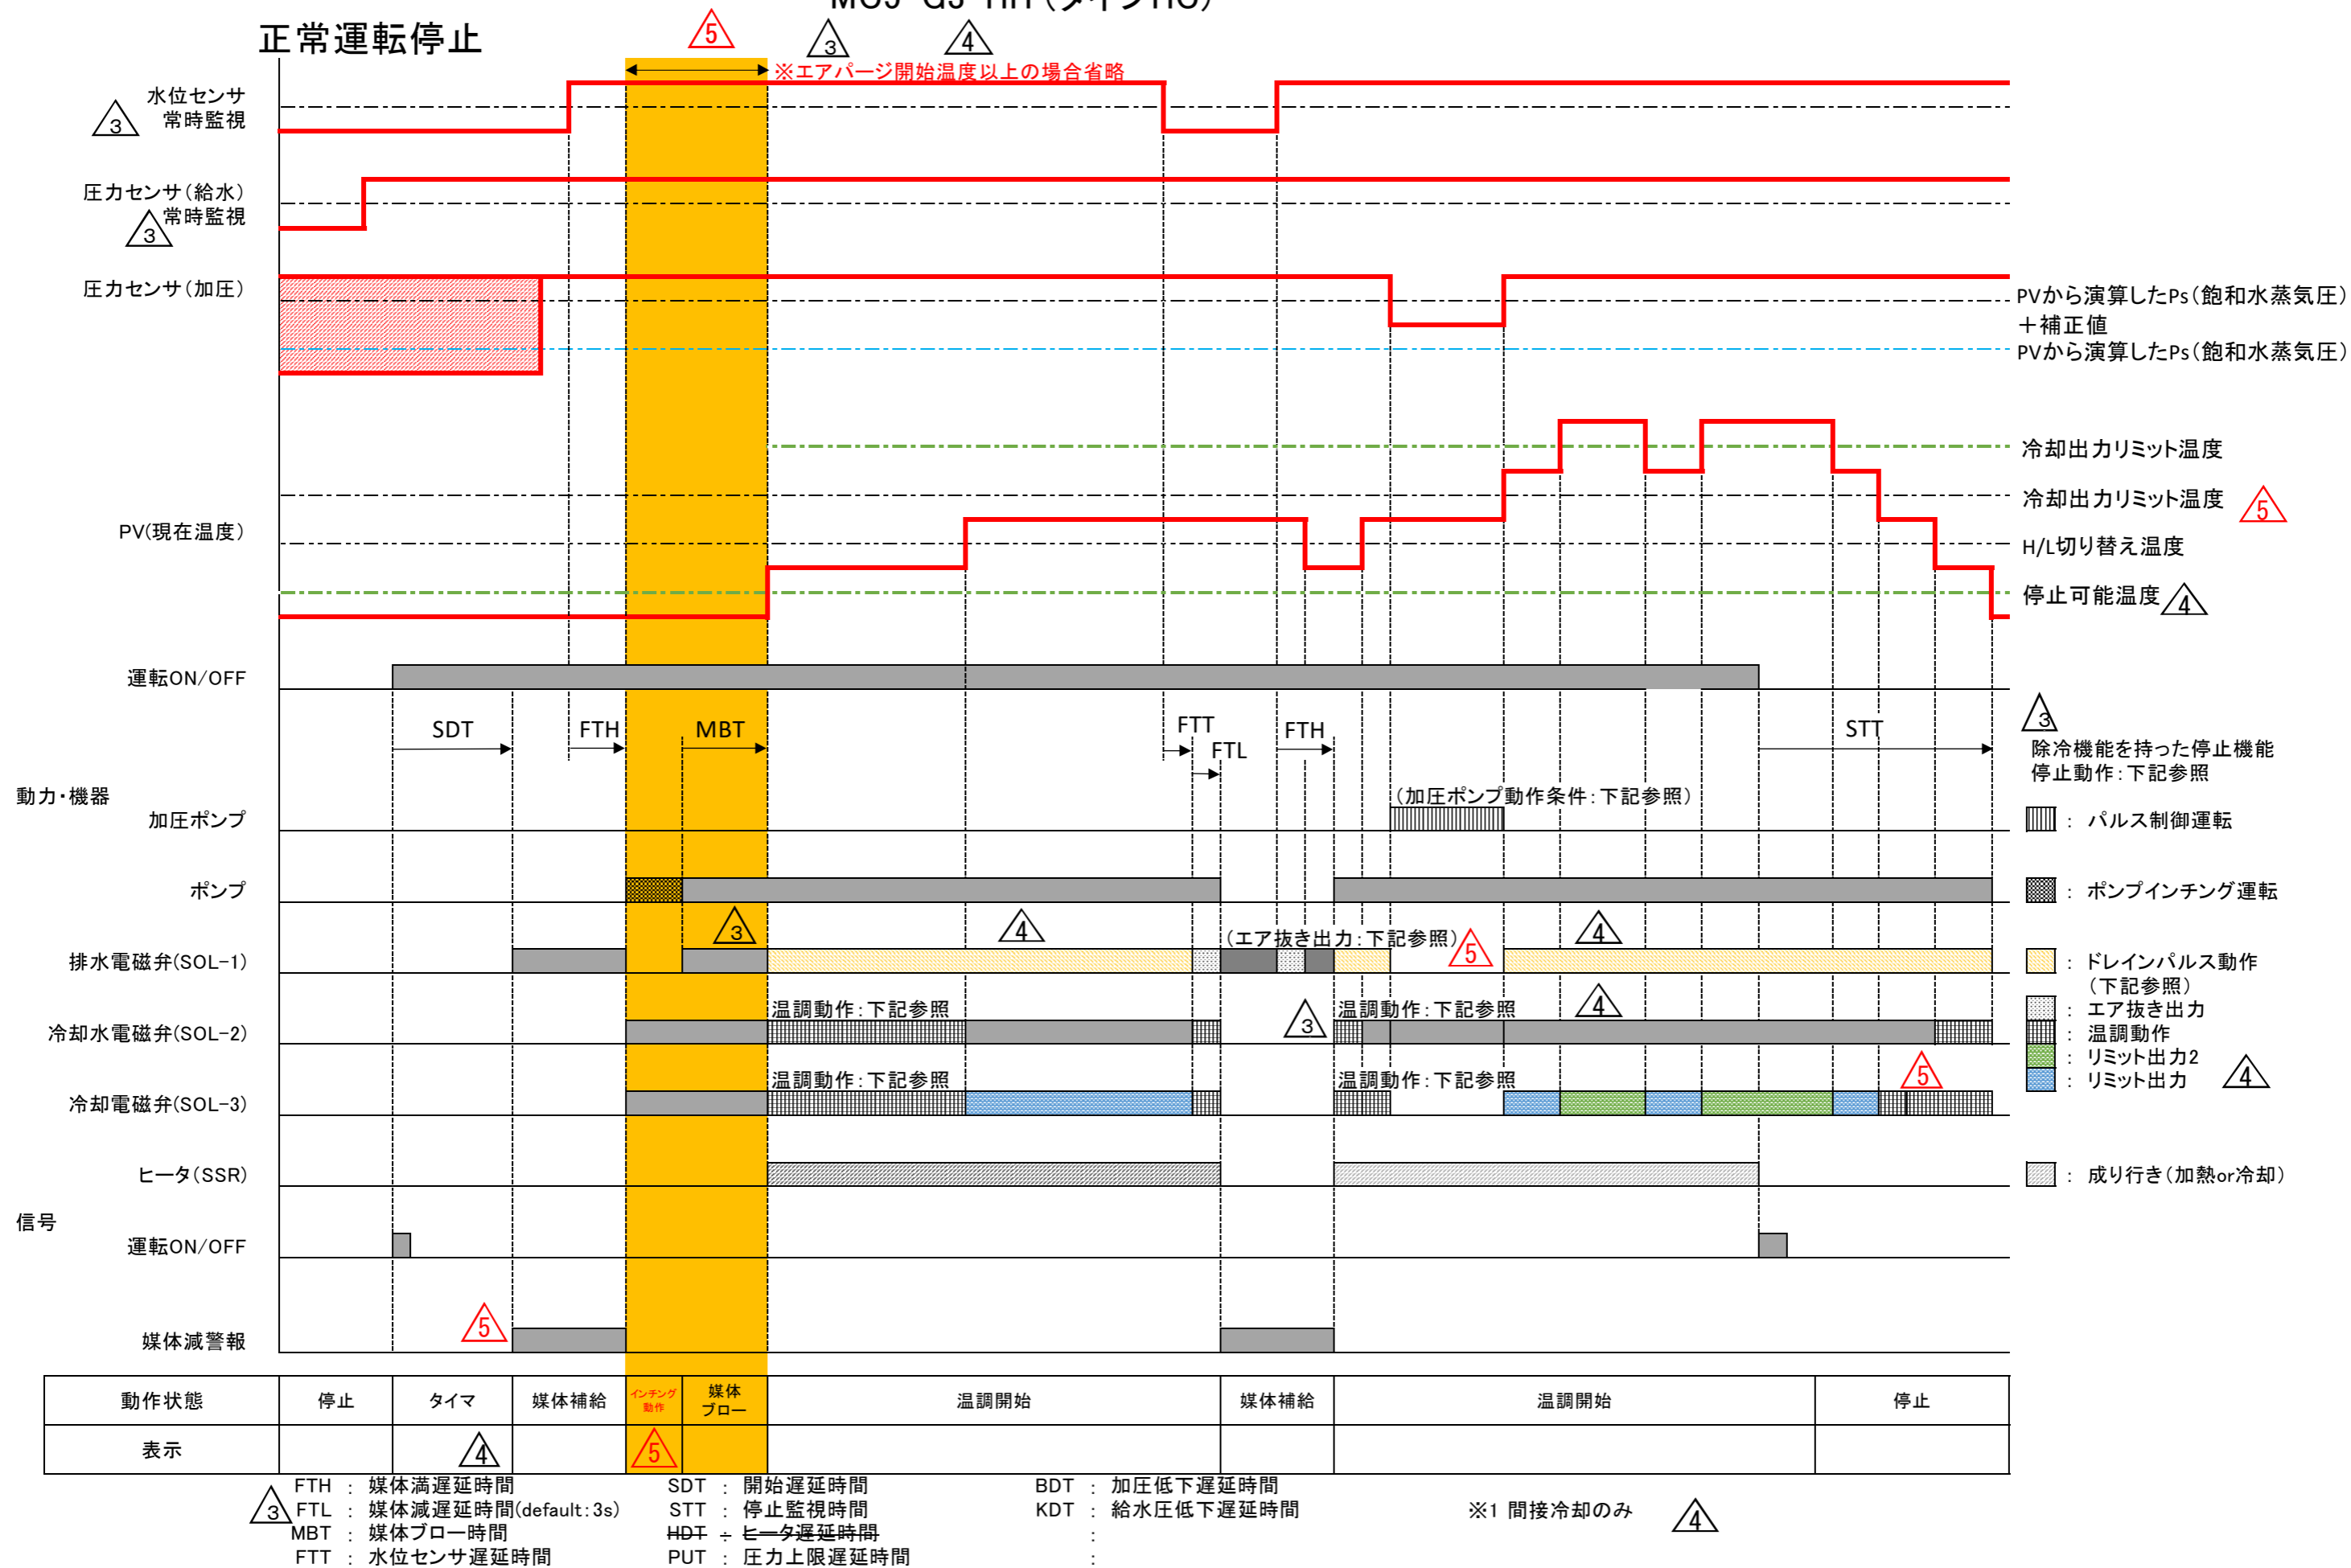 正常運転停止
5
3
4
※エアパージ開始温度以上の場合省略
水位センサ
常時監視
3
圧力センサ（給水）
常時監視
3
圧力センサ（加圧）
PVから演算したPs（飽和水蒸気圧）
＋補正値
PVから演算したPs（飽和水蒸気圧）
冷却出力リミット温度
冷却出力リミット温度
5
PV(現在温度）
H/L切り替え温度
停止可能温度
4
運転ON/OFF
SDT
FTH
MBT
FTT
FTL
FTH
STT
3
除冷機能を持った停止機能
停止動作：下記参照
動力・機器
（加圧ポンプ動作条件：下記参照）
加圧ポンプ
： パルス制御運転
ポンプ
： ポンプインチング運転
3
4
（エア抜き出力：下記参照）
5
4
排水電磁弁(SOL-1)
： ドレインパルス動作
（下記参照）
温調動作：下記参照
3
温調動作：下記参照
4
： エア抜き出力
冷却水電磁弁(SOL-2)
： 温調動作
： リミット出力2
温調動作：下記参照
温調動作：下記参照
5
： リミット出力
4
冷却電磁弁(SOL-3)
ヒータ（SSR)
： 成り行き（加熱or冷却）
信号
運転ON/OFF
5
媒体減警報
動作状態
停止
タイマ
媒体補給
インチング
動作
媒体
ブロー
温調開始
媒体補給
温調開始
停止
表示
4
5
FTH ： 媒体満遅延時間
SDT ： 開始遅延時間
BDT ： 加圧低下遅延時間
3
FTL ： 媒体減遅延時間(default：3s)
STT ： 停止監視時間
KDT ： 給水圧低下遅延時間
※1 間接冷却のみ
4
MBT ： 媒体ブロー時間
HDT ： ヒータ遅延時間
：
FTT ： 水位センサ遅延時間
PUT ： 圧力上限遅延時間
：